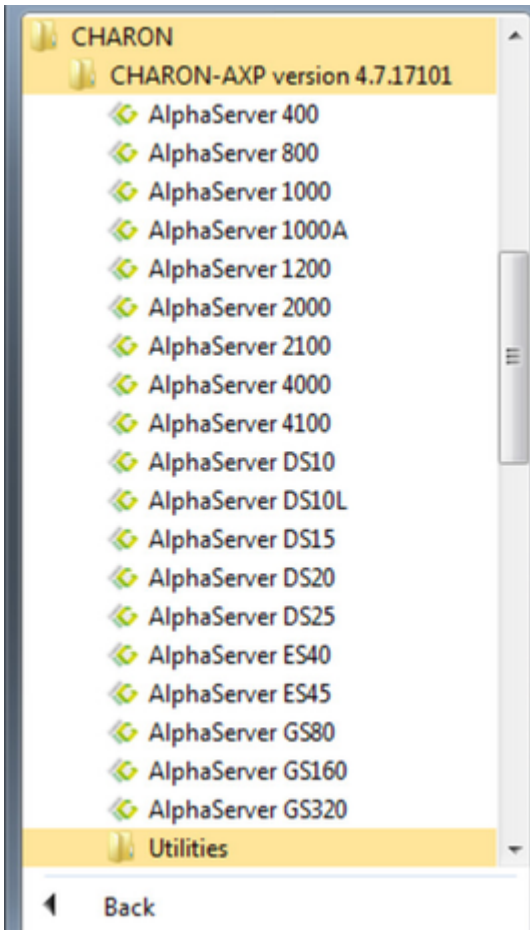 CHARON
CHARON-AXP version 4.7.17101
AlphaServer 400
AlphaServer 800
AlphaServer 1000
AlphaServer 1000A
AlphaServer 1200
AlphaServer 2000
AlphaServer 2100
AlphaServer 4000
AlphaServer 4100
AlphaServer DS10
AlphaServer DS10L
AlphaServer DS15
AlphaServer DS20
AlphaServer DS25
AlphaServer ES40
AlphaServer ES45
AlphaServer GS80
AlphaServer GS160
AlphaServer GS320
Utilities
Back